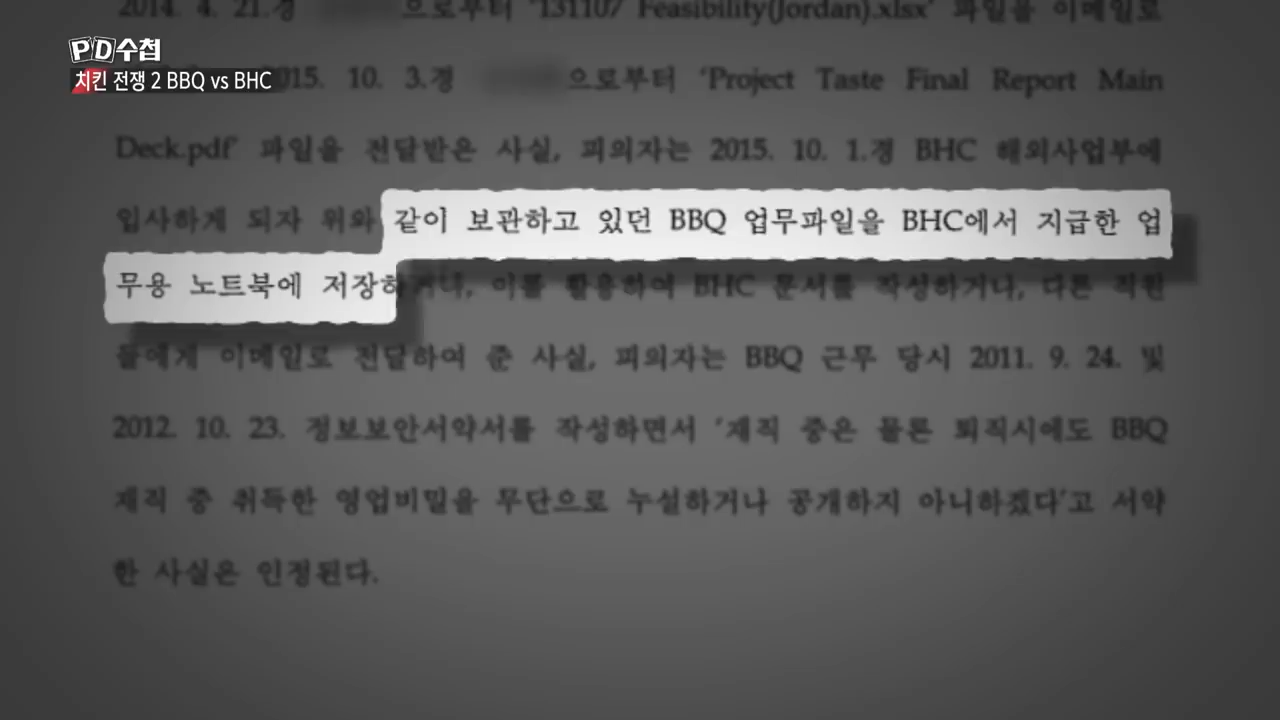 PD수첩
치킨 전쟁 2 BBQ vs BHC
2014. 4. 21.경 으로부터 '131107 Feasibility(Jordan).xlsx' 파일을 이메일로
2015. 10. 3.경 으로부터 'Project Taste Final Report Main
Deck.pdf' 파일을 전달받은 사실, 피의자는 2015. 10. 1.경 BHC 해외사업부에
입사하게 되자 위와 같이 보관하고 있던 BBQ 업무파일을 BHC에서 지급한 업
무용 노트북에 저장하거나, 이를 활용하여 BHC 문서를 작성하거나, 다른 직원
들에게 이메일로 전달하여 준 사실, 피의자는 BBQ 근무 당시 2011. 9. 24. 및
2012. 10. 23. 정보보안서약서를 작성하면서 '재직 중은 물론 퇴직시에도 BBQ
재직 중 취득한 영업비밀을 무단으로 누설하거나 공개하지 아니하겠다'고 서약
한 사실은 인정된다.